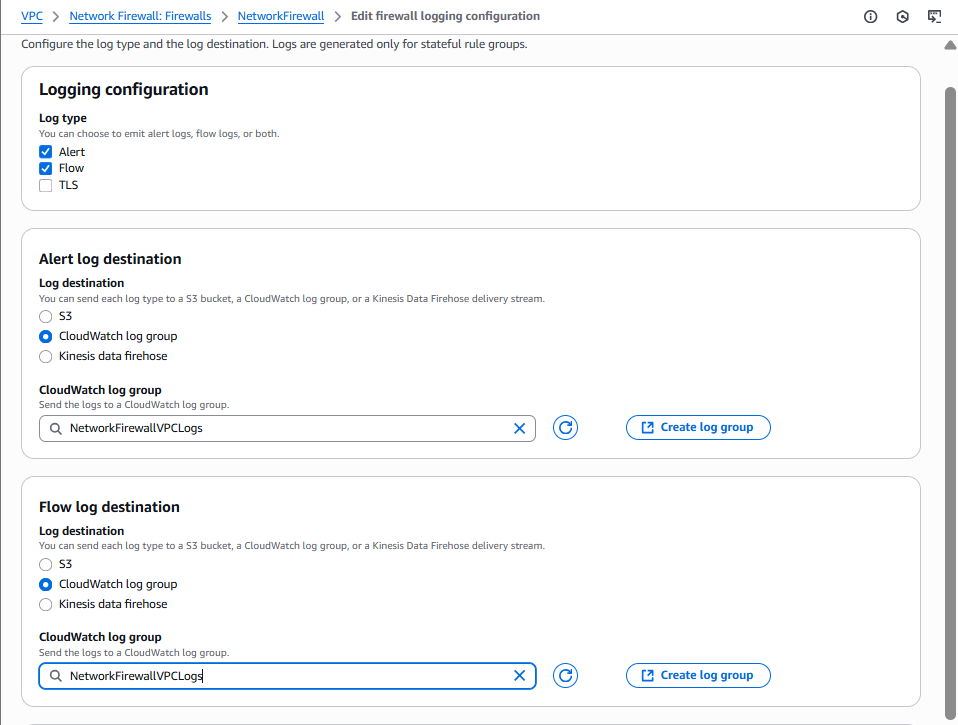 VPC > Network Firewall: Firewalls > NetworkFirewall > Edit firewall logging configuration
Configure the log type and the log destination. Logs are generated only for stateful rule groups.
Logging configuration
Log type
You can choose to emit alert logs, flow logs, or both.
Alert
Flow
TLS
Alert log destination
Log destination
You can send each log type to a S3 bucket, a CloudWatch log group, or a Kinesis Data Firehose delivery stream.
S3
CloudWatch log group
Kinesis data firehose
CloudWatch log group
Send the logs to a CloudWatch log group.
NetworkFirewallVPCLogs
Create log group
Flow log destination
Log destination
You can send each log type to a S3 bucket, a CloudWatch log group, or a Kinesis Data Firehose delivery stream.
S3
CloudWatch log group
Kinesis data firehose
CloudWatch log group
Send the logs to a CloudWatch log group.
NetworkFirewallVPCLogs
Create log group